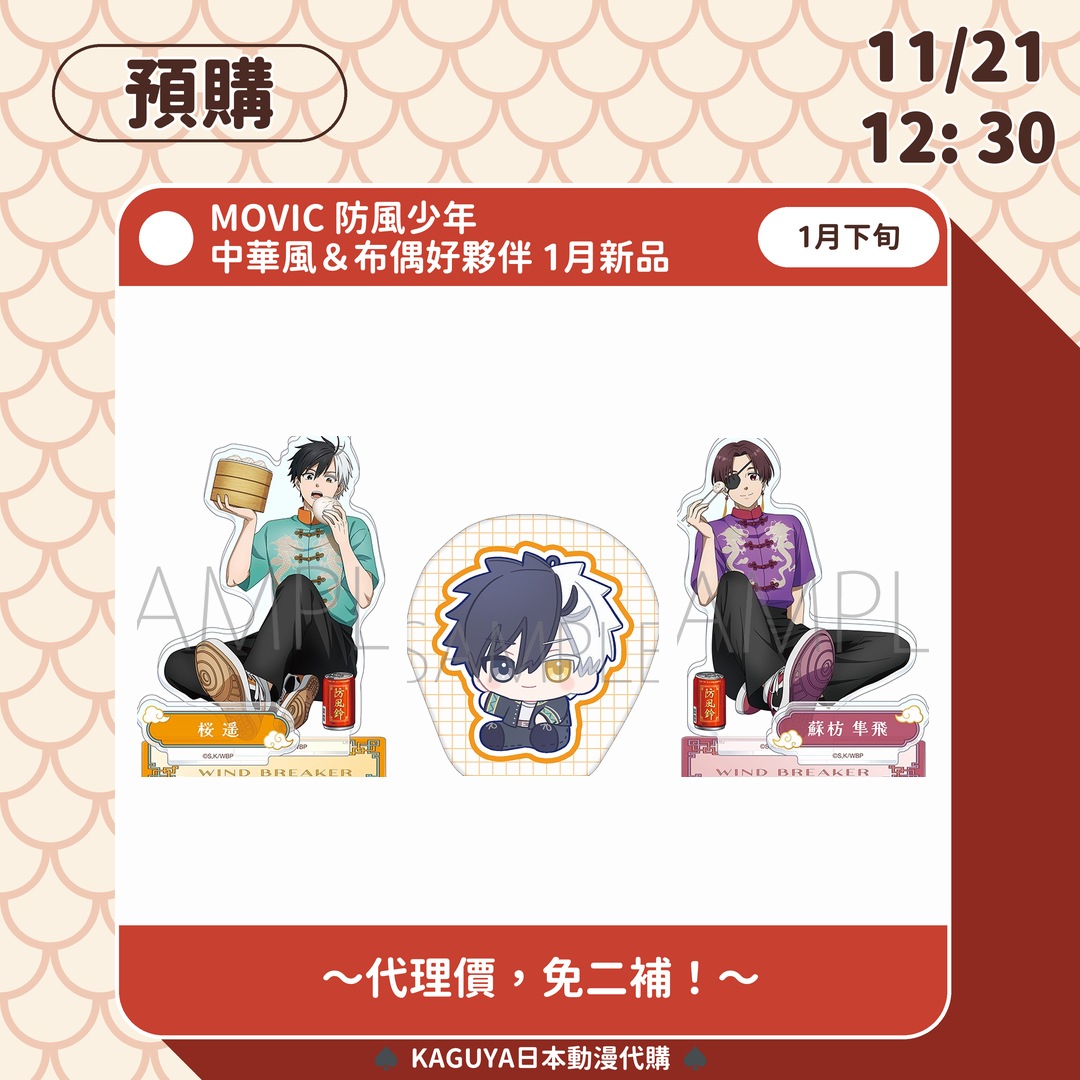 預購
11/21
12: 30
MOVIC 防風少年
中華風&布偶好夥伴 1月新品
1月下旬
AMPL
SAMPLE
AMPL
防風鈴
防風鈴
桜 遥
蘇枋 隼飛
©S,K/WBP
©S,K/WBP
WIND BREAKER
WIND BREAKER
～代理價，免二補！～
KAGUYA日本動漫代購